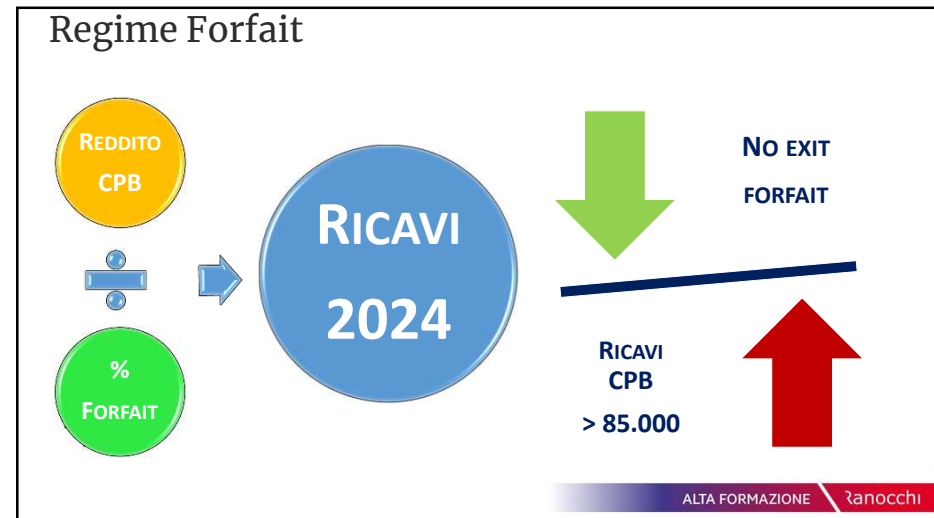 Regime Forfait
REDDITO
CPB
%
FORFAIT
RICAVI
2024
NO EXIT
FORFAIT
RICAVI
CPB
> 85.000
ALTA FORMAZIONE Ranocchi